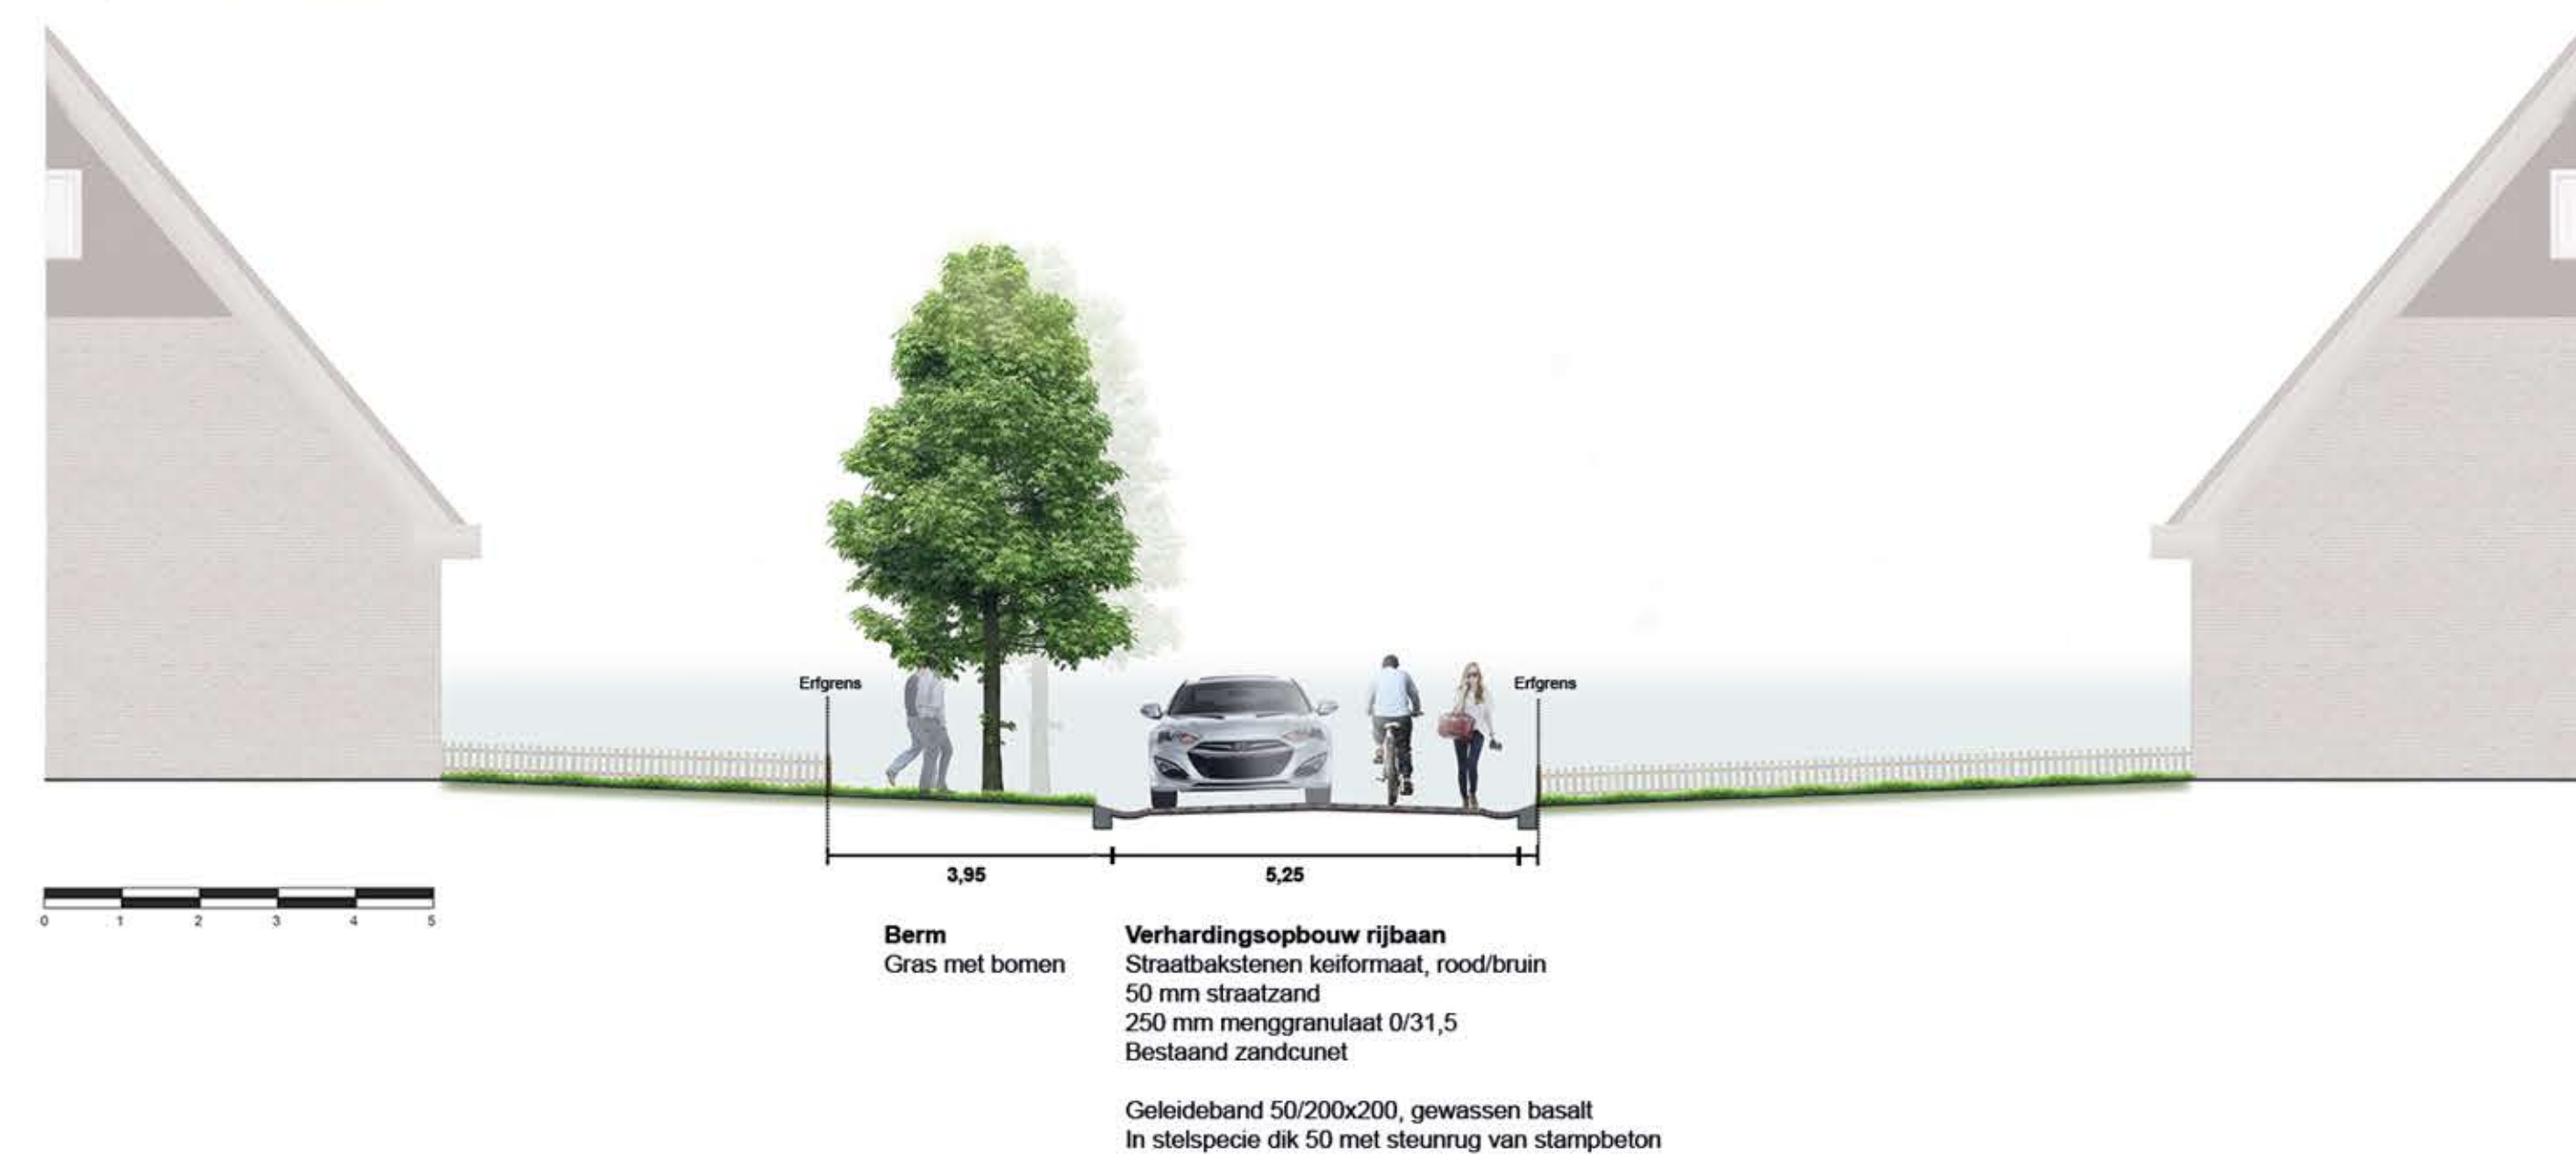 Erfgrens
Erfgrens
3,95
5,25
0 1 2 3 4 5
Berm
Gras met bomen
Verhardingsopbouw rijbaan
Straatbakstenen keiformaat, rood/bruin
50 mm straatzand
250 mm menggranulaat 0/31,5
Bestaand zandcunet
Geleideband 50/200x200, gewassen basalt
In stelspecie dik 50 met steunrug van stampbeton